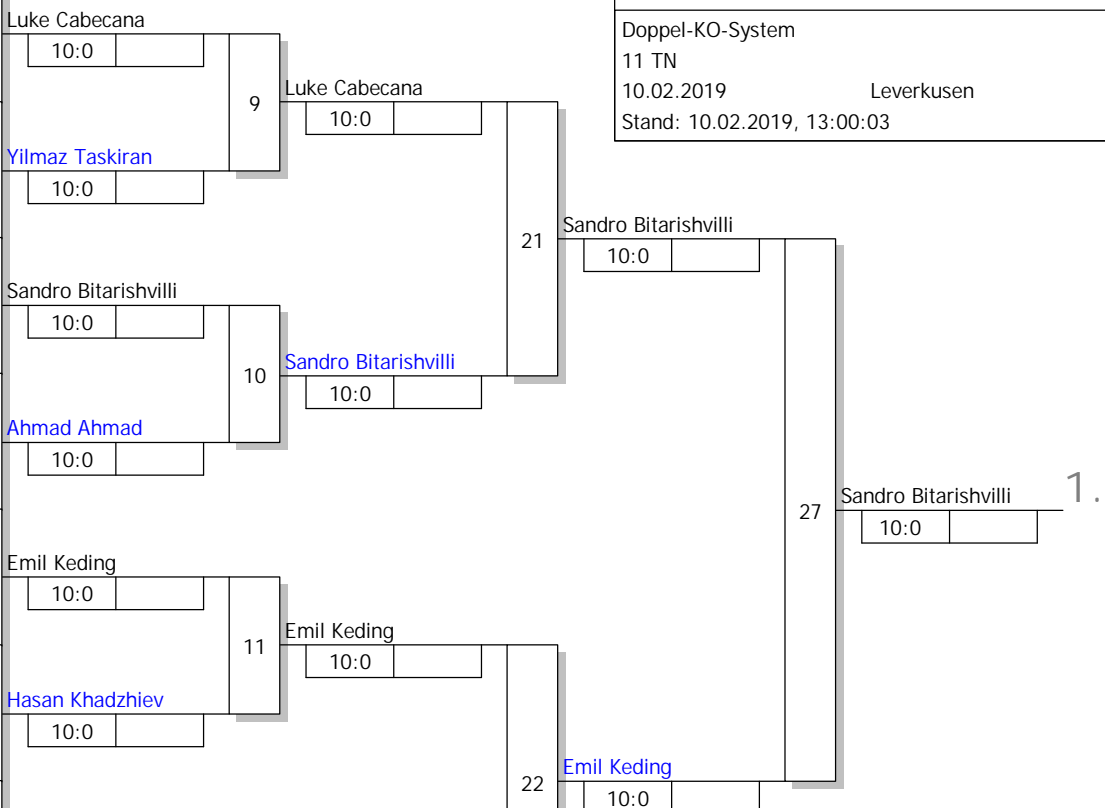 Luke Cabecana
10:0
9
Luke Cabecana
10:0
Yilmaz Taskiran
10:0
Doppel-KO-System
11 TN
10.02.2019 Leverkusen
Stand: 10.02.2019, 13:00:03
21
Sandro Bitarishvilli
10:0
Sandro Bitarishvilli
10:0
10
Sandro Bitarishvilli
10:0
Ahmad Ahmad
10:0
27
Sandro Bitarishvilli 1.
10:0
Emil Keding
10:0
11
Emil Keding
10:0
Hasan Khadzhiev
10:0
22
Emil Keding
10:0